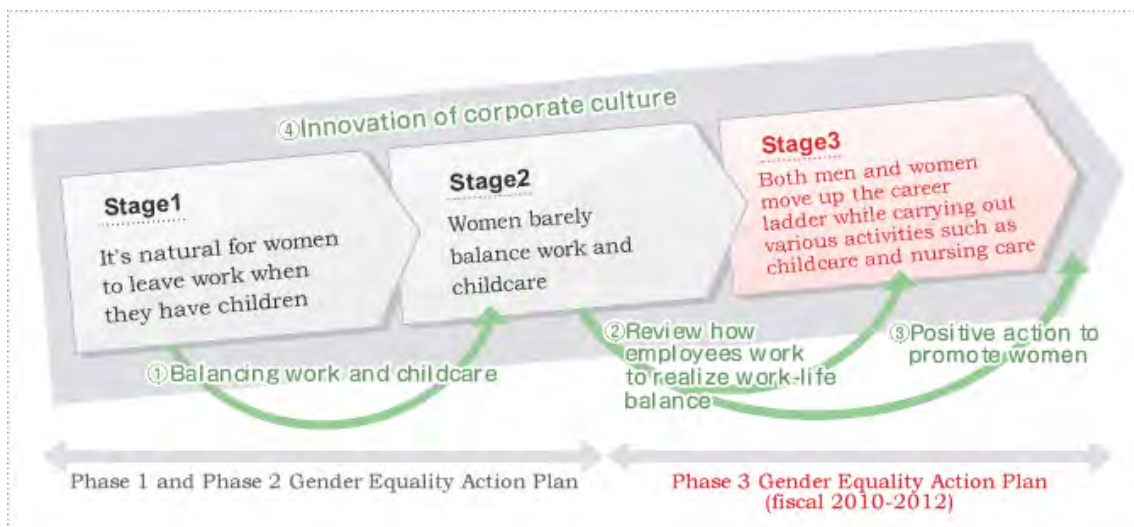 ④Innovation of corporate culture
Stage1
It's natural for women
to leave work when
they have children
Stage2
Women barely
balance work and
childcare
Stage3
Both men and women
move up the career
ladder while carrying out
various activities such as
childcare and nursing care
①Balancing work and childcare
②Review how
employees work
to realize work-life
balance
③Positive action to
promote women
Phase 1 and Phase 2 Gender Equality Action Plan
Phase 3 Gender Equality Action Plan
(fiscal 2010-2012)